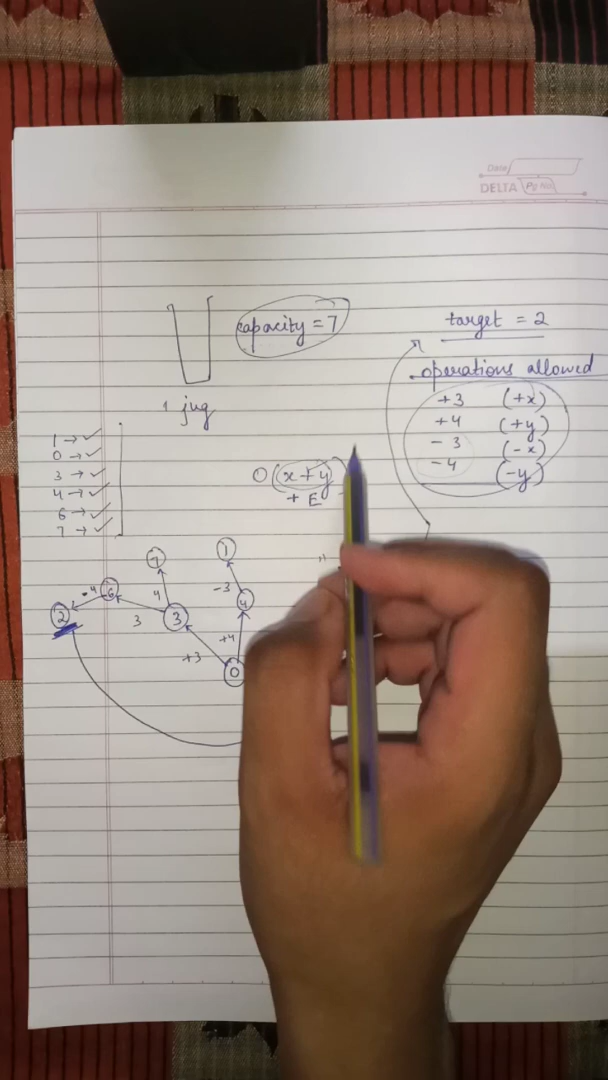 Date
DELTA Pg No.
capacity = 7
1 jug
target = 2
operations allowed
+3 (+x)
+4 (+y)
-3 (-x)
-4 (-y)
1 → ✓
0 → ✓
3 → ✓
4 → ✓
6 → ✓
7 → ✓
O(x+y)
+ E
7
1
-4
6
4
-3
2
3
3
4
+4
+3
0